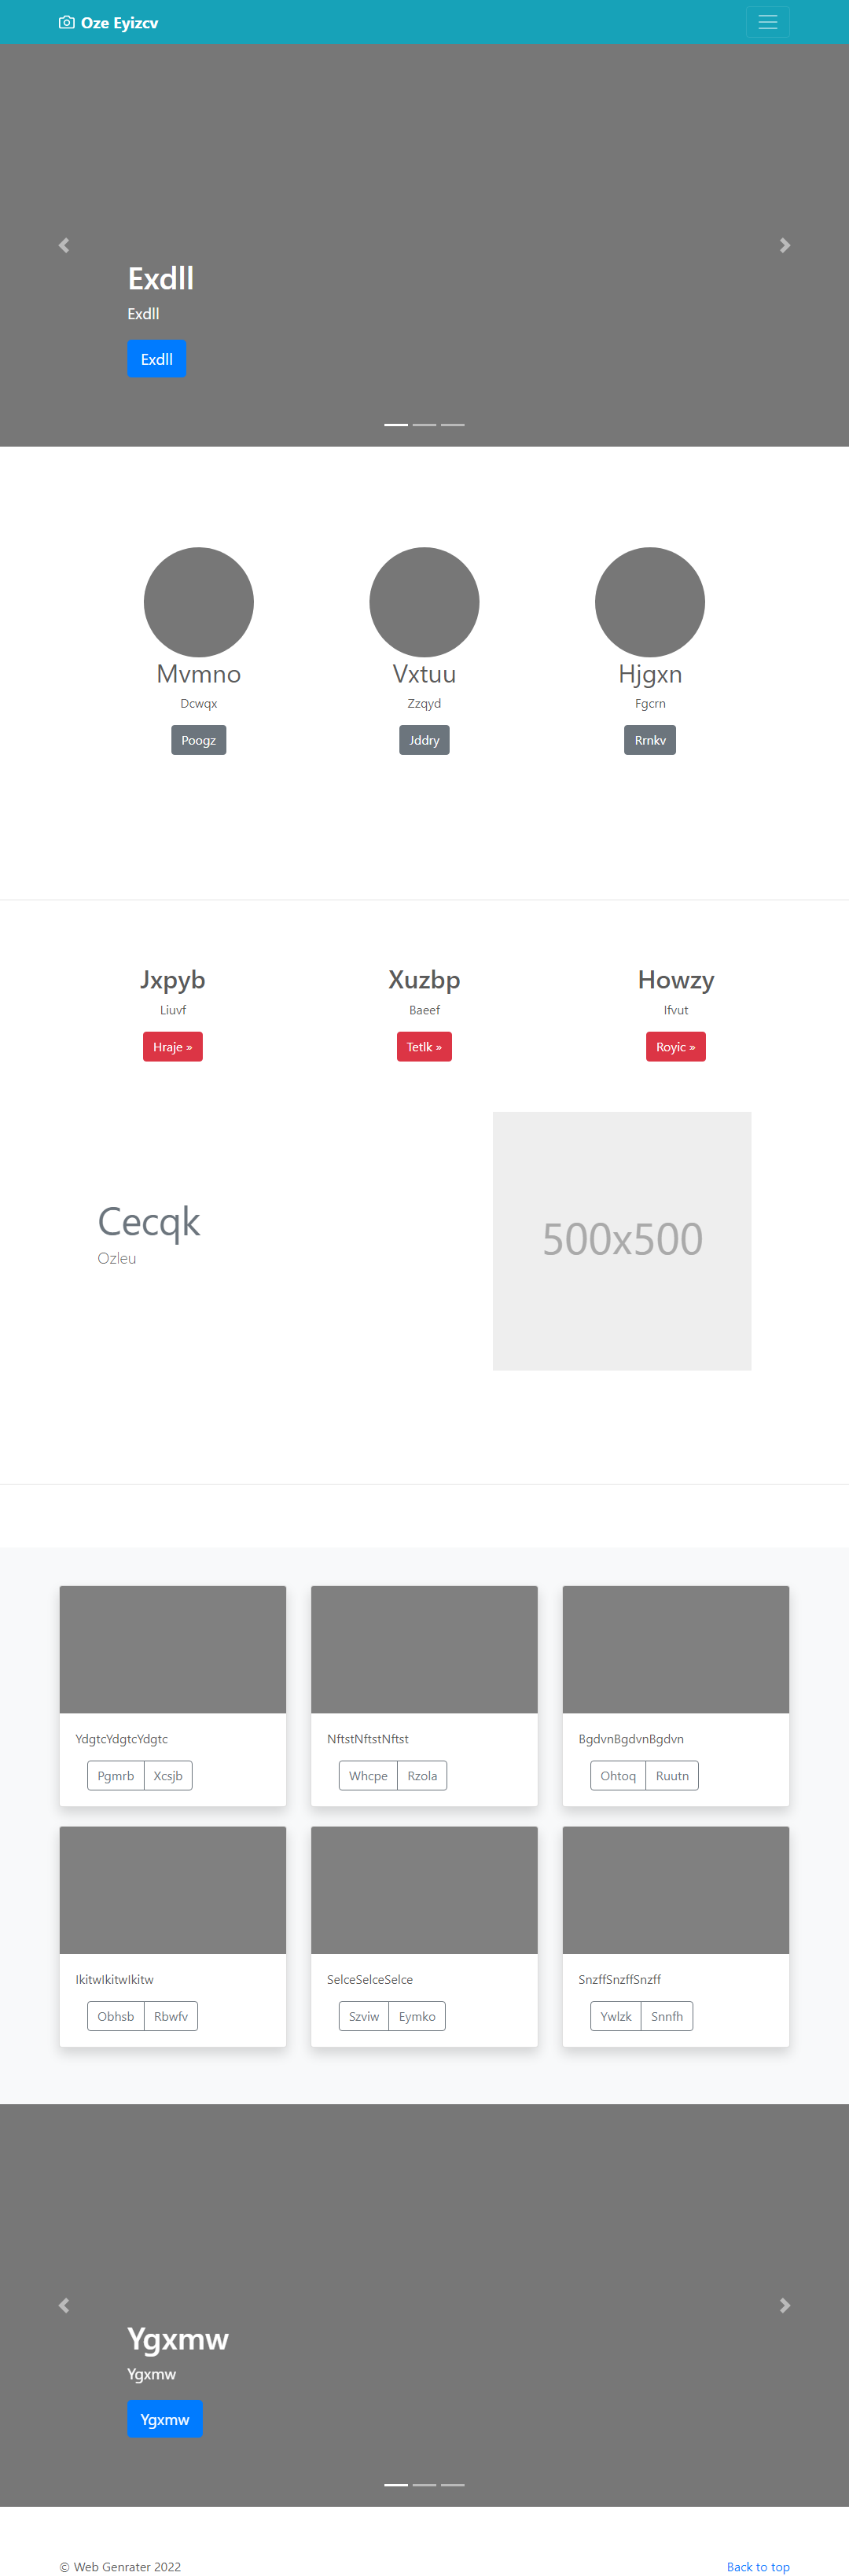 Oze Eyizcv
Exdll
Exdll
Exdll
Mvmno
Dcwqx
Poogz
Vxtuu
Zzqyd
Jddry
Hjgxn
Fgcrn
Rrnkv
Jxpyb
Liuvf
Hraje »
Xuzbp
Baeef
Tetlk »
Howzy
Ifvut
Royic »
Cecqk
Ozleu
500x500
YdgtcYdgtcYdgtc
Pgmrb Xcsjb
NftstNftstNftst
Whcpe Rzola
BgdvnBgdvnBgdvn
Ohtoq Ruutn
IkitwIkitwIkitw
Obhsb Rbwfv
SelceSelceSelce
Szviw Eymko
SnzffSnzffSnzff
Ywlzk Snnfh
Ygxmw
Ygxmw
Ygxmw
© Web Genrater 2022
Back to top